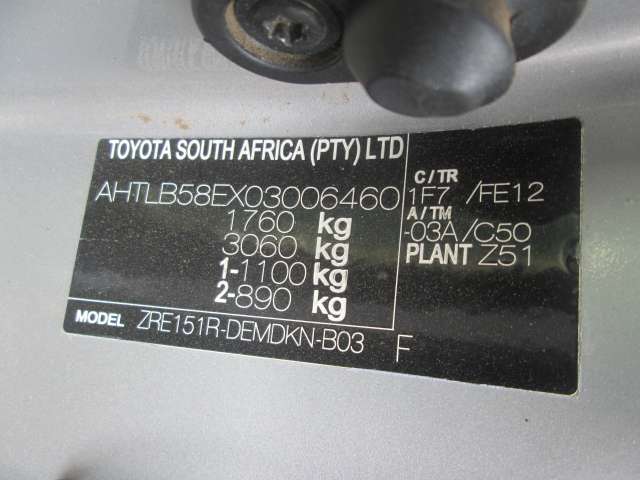 TOYOTA SOUTH AFRICA (PTY) LTD
AHTLB58EX03006460
1760 kg
3060 kg
1-1100 kg
2-890 kg
C/TR
1F7 /FE12
A/TM
-03A /C50
PLANT Z51
MODEL ZRE151R-DEMDKN-B03 F